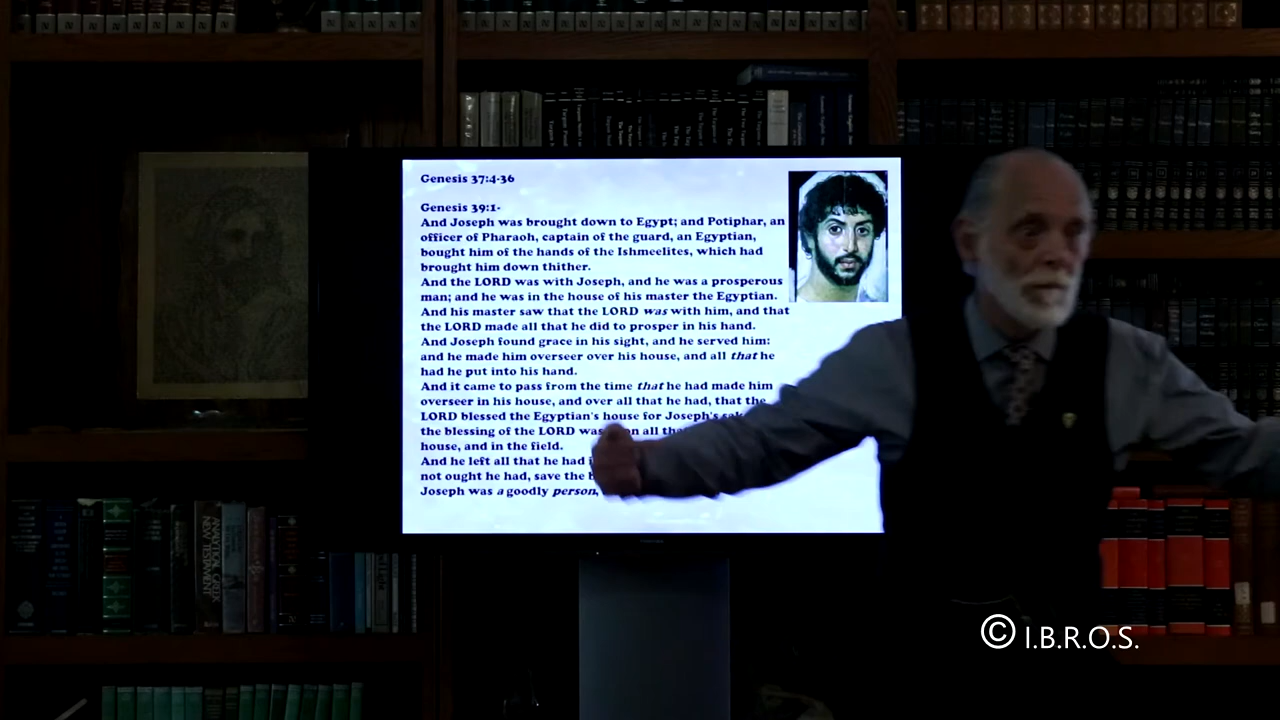 Genesis 37:4-36
Genesis 39:1-
And Joseph was brought down to Egypt; and Potiphar, an
officer of Pharaoh, captain of the guard, an Egyptian,
bought him of the hands of the Ishmeelites, which had
brought him down thither.
And the LORD was with Joseph, and he was a prosperous
man; and he was in the house of his master the Egyptian.
And his master saw that the LORD was with him, and that
the LORD made all that he did to prosper in his hand.
And Joseph found grace in his sight, and he served him:
and he made him overseer over his house, and all that he
had he put into his hand.
And it came to pass from the time that he had made him
overseer in his house, and over all that he had, that the
LORD blessed the Egyptian's house for Joseph's
the blessing of the LORD was on all
house, and in the field.
And he left all that he had
not ought he had, save the
Joseph was a goodly person,
ANALYTICAL GREEK
NEW TESTAMENT
© I.B.R.O.S.